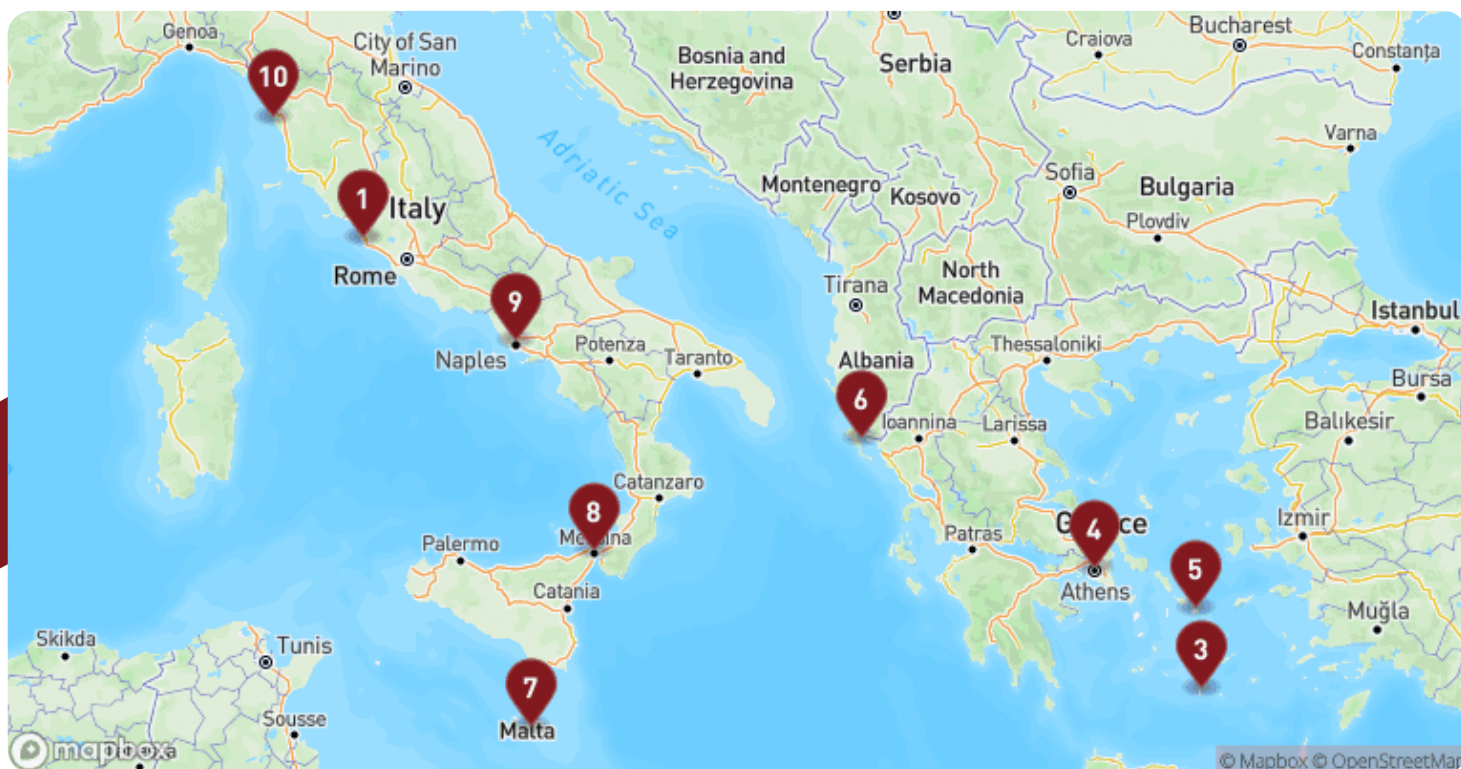 Genoa
City of San
Marino
Bosnia and
Herzegovina
Serbia
Craiova
Bucharest
Constanța
10
Adriatic Sea
Varna
Montenegro
Kosovo
Sofia
Bulgaria
1
Italy
Plovdiv
Rome
Tirana
North
Macedonia
9
Istanbul
Naples
Potenza
Taranto
Albania
Thessaloniki
Bursa
6
Ioannina
Larissa
Balıkesir
Catanzaro
8
Messina
4
Greece
Izmir
Palermo
Patras
Catania
Athens
5
Muğla
Skikda
Tunis
3
7
Sousse
Malta
mapbox
© Mapbox © OpenStreetMap